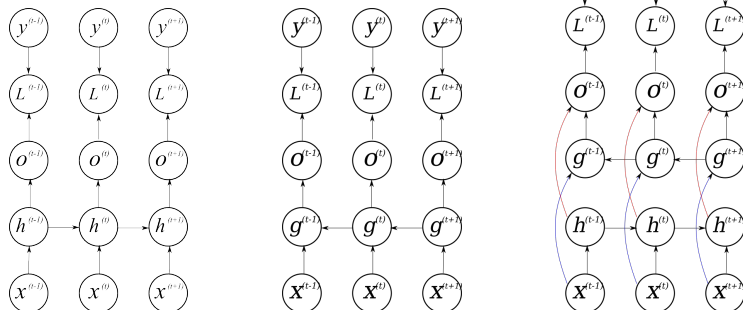 y^(t-1) y^(t) y^(t+1) y^(t-1) y^(t) y^(t+1) L^(t-1) L^(t) L^(t+1)
L^(t-1) L^(t) L^(t+1) L^(t-1) L^(t) L^(t+1) o^(t-1) o^(t) o^(t+1)
o^(t-1) o^(t) o^(t+1) o^(t-1) o^(t) o^(t+1) g^(t-1) g^(t) g^(t+1)
h^(t-1) h^(t) h^(t+1) g^(t-1) g^(t) g^(t+1) h^(t-1) h^(t) h^(t+1)
x^(t-1) x^(t) x^(t+1) x^(t-1) x^(t) x^(t+1) x^(t-1) x^(t) x^(t+1)